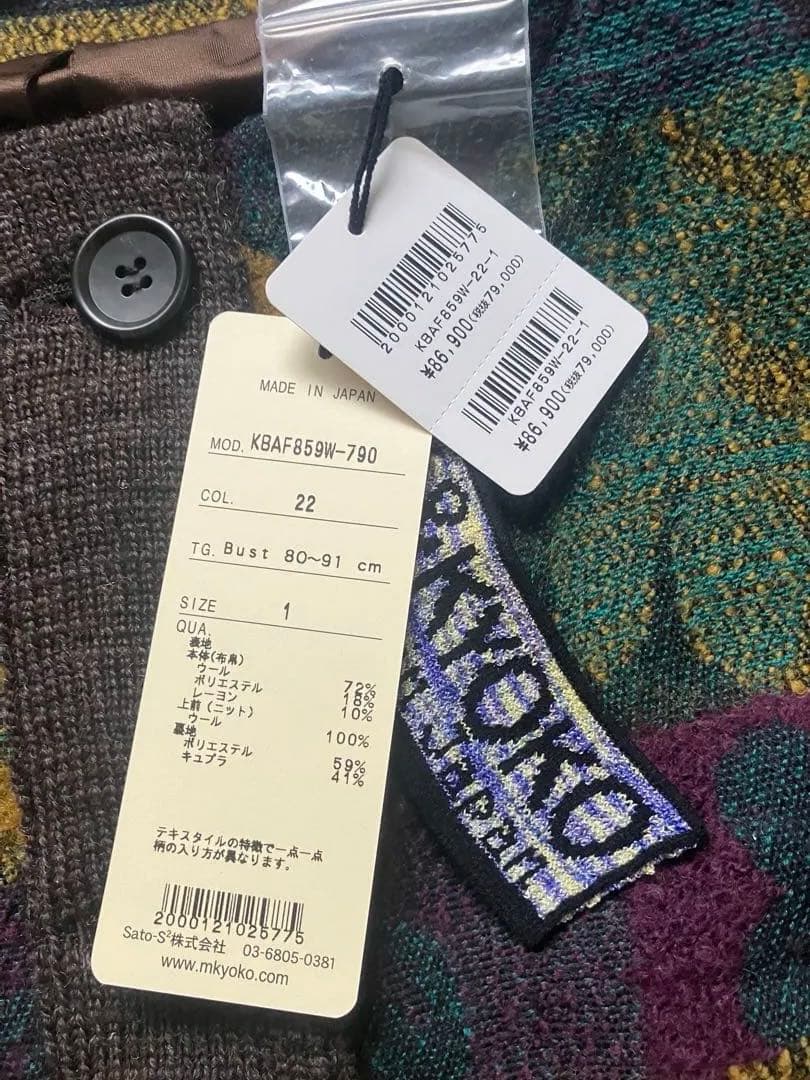 2000121025775
KBAF859W-22-1
¥86,900(税抜79,000)
KBAF859W-22-1
¥86,900(税抜79,000)
MADE IN JAPAN
MOD. KBAF859W-790
COL. 22
TG. Bust 80~91 cm
SIZE 1
QUA.
表地
本体(布帛)
ウール 72%
ポリエステル 18%
レーヨン 10%
上前(ニット)
ウール 100%
裏地
ポリエステル 59%
キュプラ 41%
テキスタイルの特徴で一点一点
柄の入り方が異なります。
2000121025775
Sato-S²株式会社 03-6805-0381
www.mkyoko.com
KYOKO